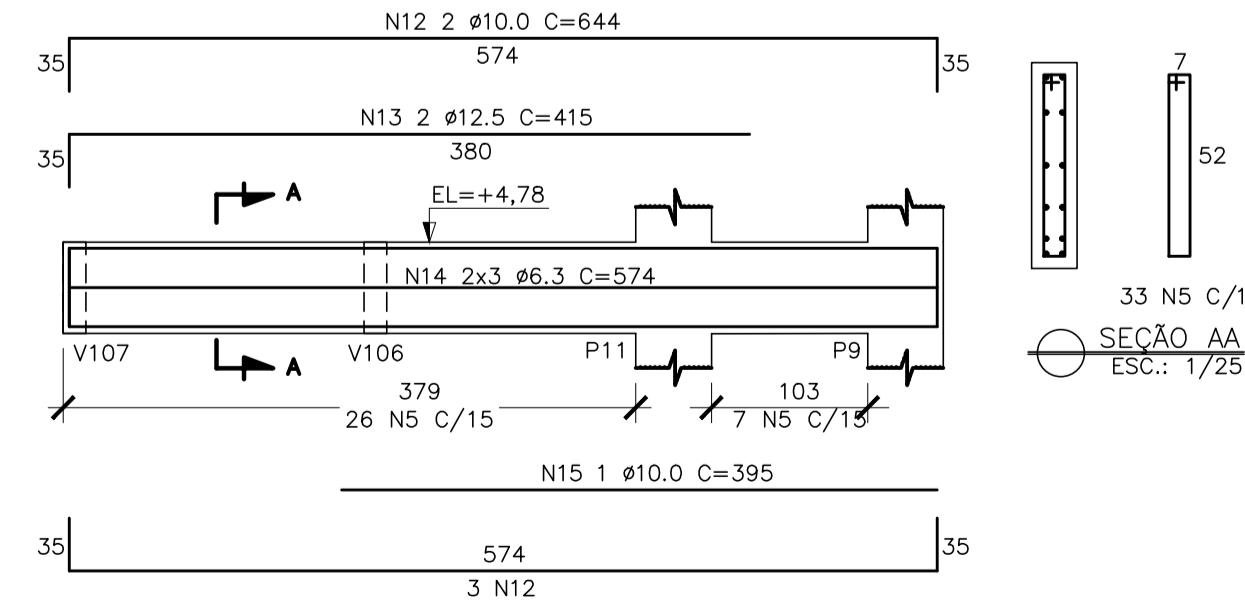 N12 2 ø10.0 C=644
35 574 35
N13 2 ø12.5 C=415
35 380
A
EL=+4,78
N14 2x3 ø6.3 C=574
V107 V106 P11 P9
A
379 103
26 N5 C/15 7 N5 C/15
N15 1 ø10.0 C=395
35 574 35
3 N12
7
52
33 N5 C/1
SEÇÃO AA
ESC.: 1/25